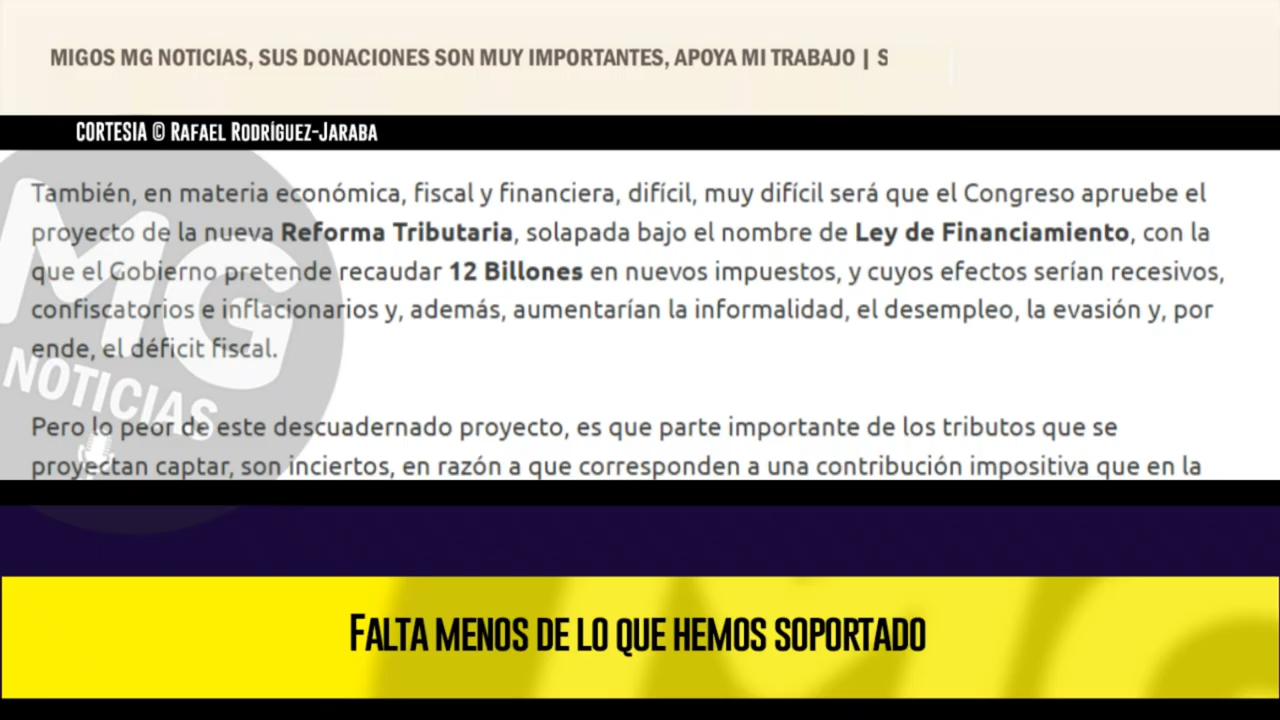 MIGOS MG NOTICIAS, SUS DONACIONES SON MUY IMPORTANTES, APOYA MI TRABAJO | S
CORTESIA © RAFAEL RODRÍGUEZ-JARABA
También, en materia económica, fiscal y financiera, difícil, muy difícil será que el Congreso apruebe el
proyecto de la nueva Reforma Tributaria, solapada bajo el nombre de Ley de Financiamiento, con la
que el Gobierno pretende recaudar 12 Billones en nuevos impuestos, y cuyos efectos serían recesivos,
confiscatorios e inflacionarios y, además, aumentarían la informalidad, el desempleo, la evasión y, por
ende, el déficit fiscal.
Pero lo peor de este descuadernado proyecto, es que parte importante de los tributos que se
proyectan captar, son inciertos, en razón a que corresponden a una contribución impositiva que en la
MG
NOTICIAS
FALTA MENOS DE LO QUE HEMOS SOPORTADO